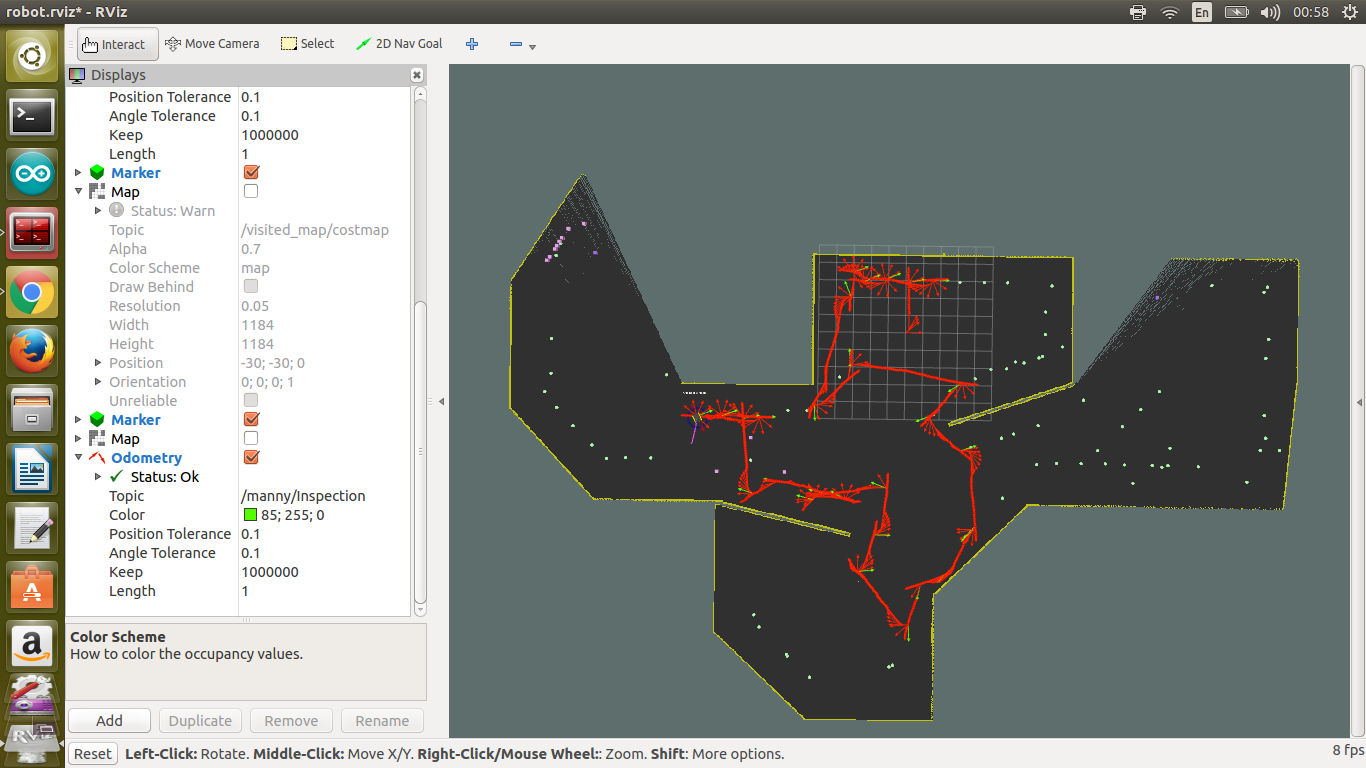 robot.rviz* - RViz
En
00:58
Interact
Move Camera
Select
2D Nav Goal
Displays
Position Tolerance 0.1
Angle Tolerance 0.1
Keep 1000000
Length 1
Marker
Map
Status: Warn
Topic /visited_map/costmap
Alpha 0.7
Color Scheme map
Draw Behind
Resolution 0.05
Width 1184
Height 1184
Position -30; -30; 0
Orientation 0; 0; 0; 1
Unreliable
Marker
Map
Odometry
Status: Ok
Topic /manny/Inspection
Color 85; 255; 0
Position Tolerance 0.1
Angle Tolerance 0.1
Keep 1000000
Length 1
Color Scheme
How to color the occupancy values.
Add Duplicate Remove Rename
Reset Left-Click: Rotate. Middle-Click: Move X/Y. Right-Click/Mouse Wheel:: Zoom. Shift: More options.
8 fps